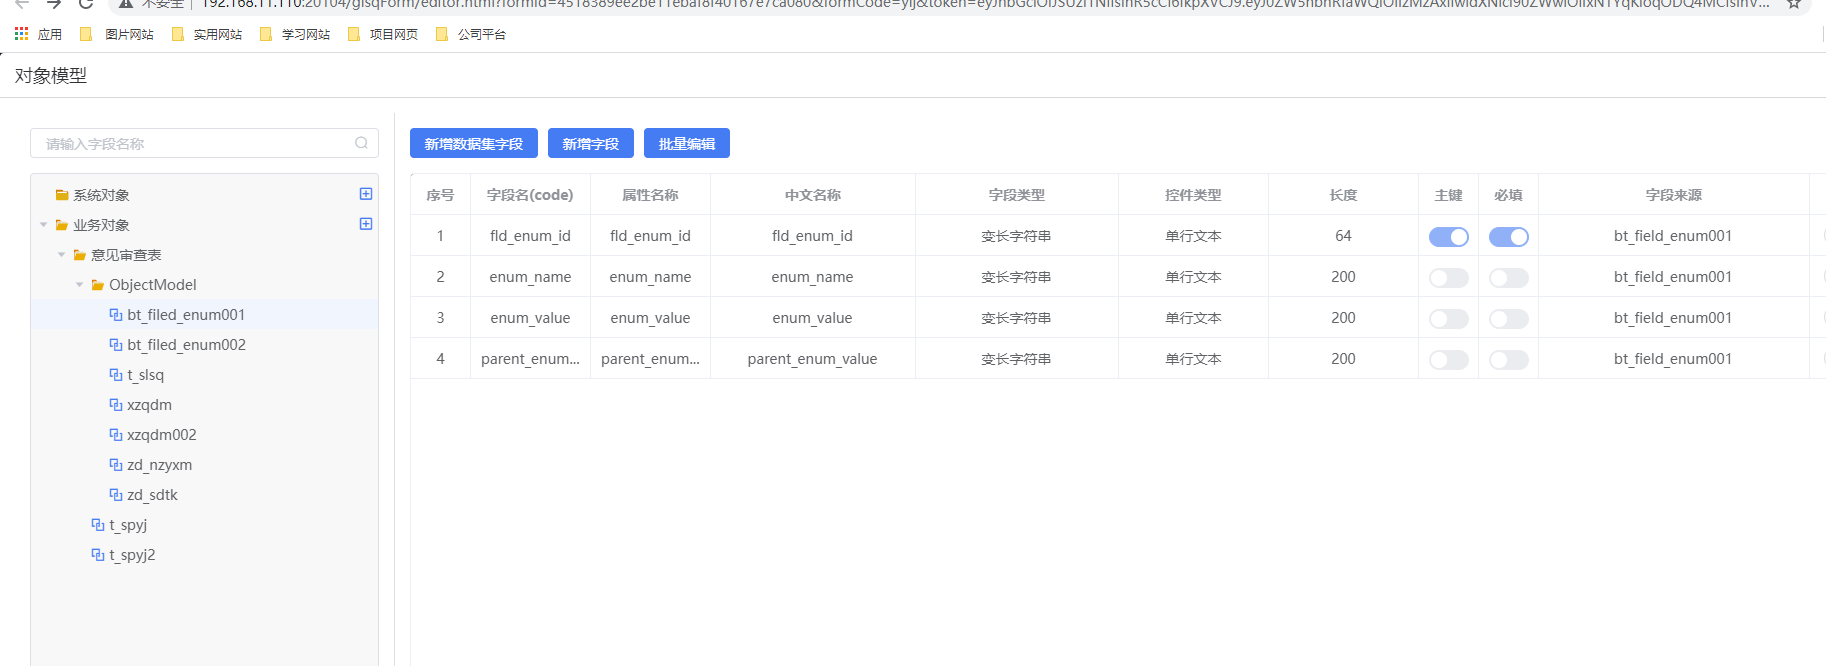 不安全 192.168.11.110:20104/glsqForm/editor.html?formId=4518389ee2be11ebaf8f40167e7ca080&formCode=yjj&token=
应用 图片网站 实用网站 学习网站 项目网页 公司平台
对象模型
请输入字段名称
新增数据集字段 新增字段 批量编辑
系统对象
业务对象
意见审查表
ObjectModel
bt_filed_enum001
bt_filed_enum002
t_slsq
xzqdm
xzqdm002
zd_nzyxm
zd_sdtk
t_spyj
t_spyj2
序号 字段名(code) 属性名称 中文名称 字段类型 控件类型 长度 主键 必填 字段来源
1 fld_enum_id fld_enum_id fld_enum_id 变长字符串 单行文本 64 bt_field_enum001
2 enum_name enum_name enum_name 变长字符串 单行文本 200 bt_field_enum001
3 enum_value enum_value enum_value 变长字符串 单行文本 200 bt_field_enum001
4 parent_enum... parent_enum... parent_enum_value 变长字符串 单行文本 200 bt_field_enum001